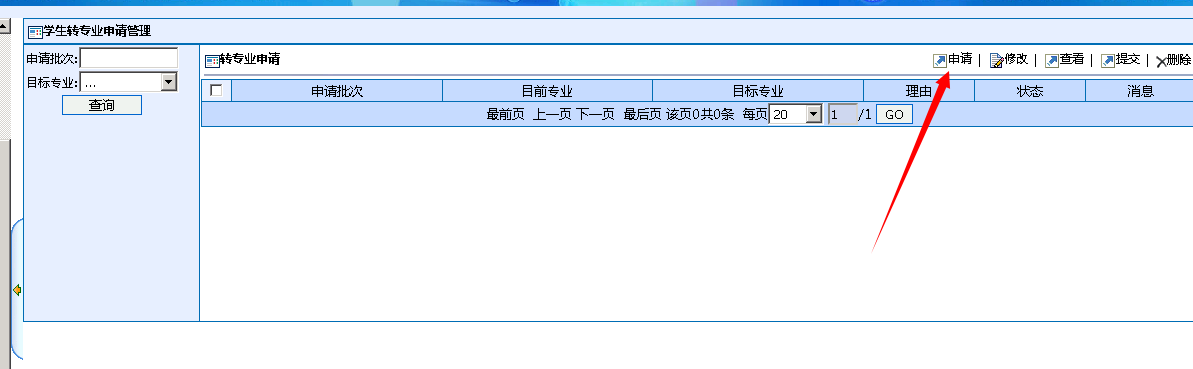 学生转专业申请管理
申请批次:
目标专业: ...
查询
转专业申请
申请 | 修改 | 查看 | 提交 | 删除
申请批次 目前专业 目标专业 理由 状态 消息
最前页 上一页 下一页 最后页 该页0共0条 每页 20 1 /1 GO